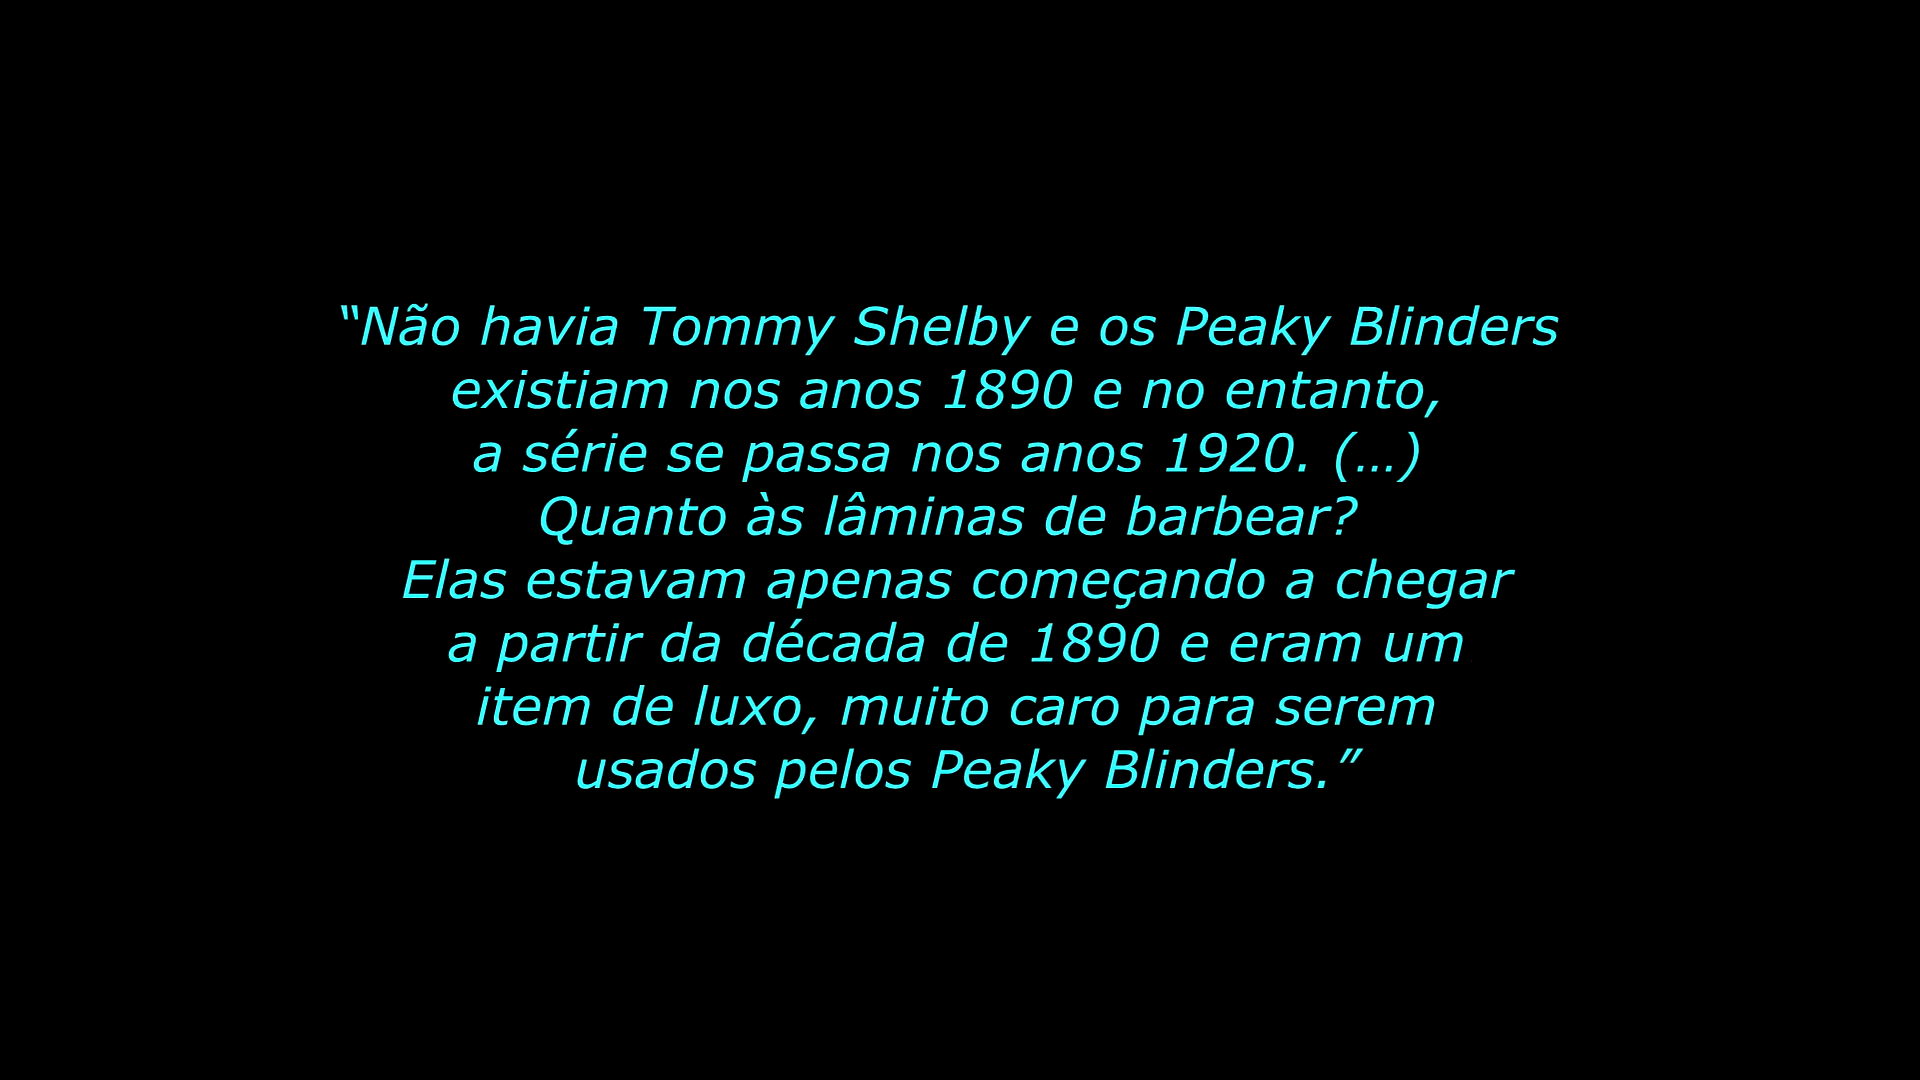 “Não havia Tommy Shelby e os Peaky Blinders
existiam nos anos 1890 e no entanto,
a série se passa nos anos 1920. (…)
Quanto às lâminas de barbear?
Elas estavam apenas começando a chegar
a partir da década de 1890 e eram um
item de luxo, muito caro para serem
usados pelos Peaky Blinders.”